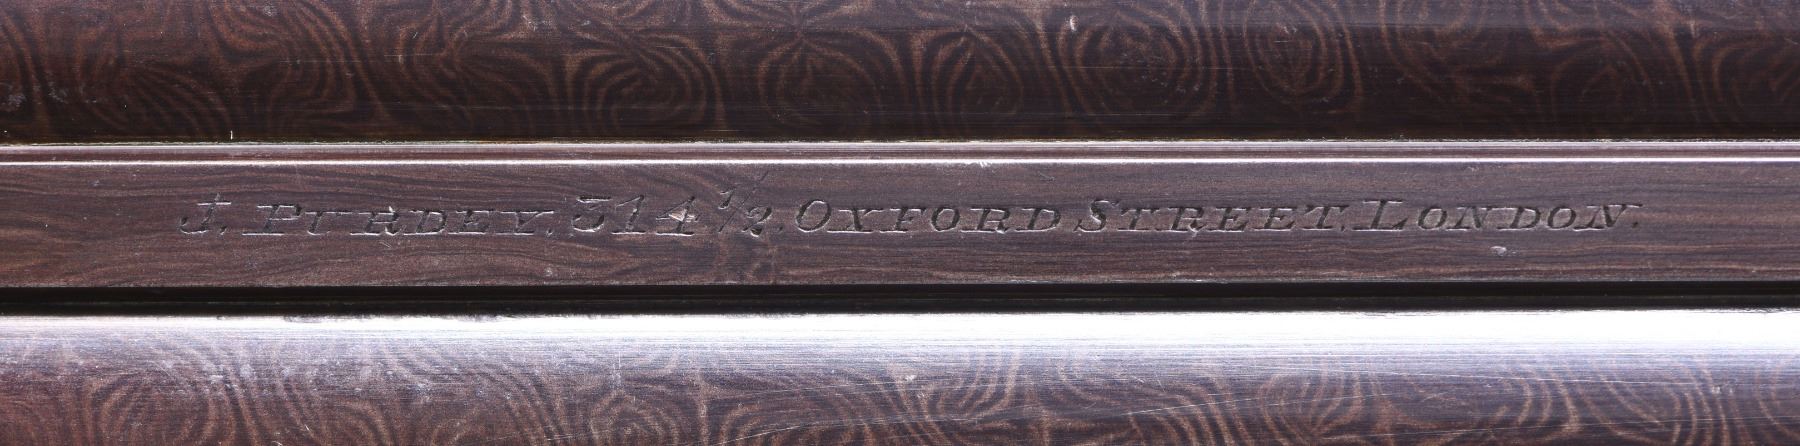 J. PURDEY. 314 1/2. OXFORD STREET. LONDON.